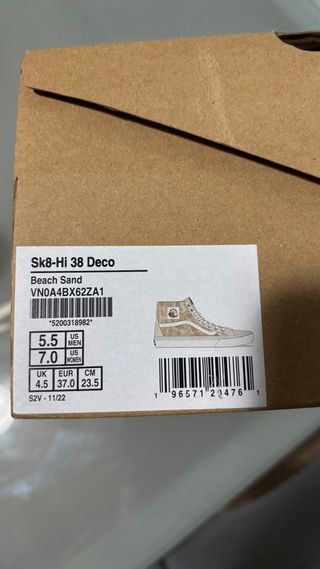 Sk8-Hi 38 Deco
Beach Sand
VN0A4BX62ZA1
*5200318982*
5.5 US MEN
7.0 US WOMEN
UK EUR CM
4.5 37.0 23.5
S2V - 11/22
1 96571 20476 1